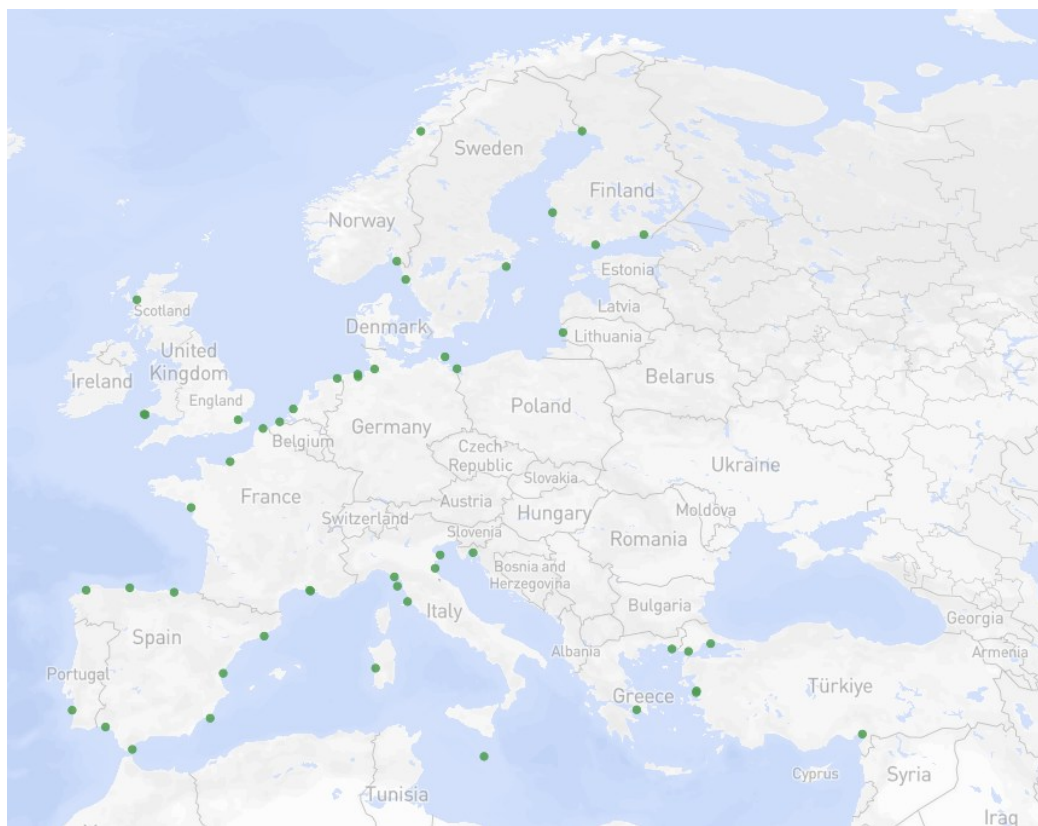 Sweden
Finland
Norway
Estonia
Scotland
Latvia
Denmark
Lithuania
United
Kingdom
Ireland
Belarus
England
Poland
Germany
Belgium
Czech
Republic
Ukraine
Slovakia
France
Austria
Moldova
Switzerland
Hungary
Slovenia
Romania
Bosnia and
Herzegovina
Italy
Bulgaria
Georgia
Spain
Albania
Armenia
Portugal
Greece
Türkiye
Cyprus
Syria
Tunisia
Iraq